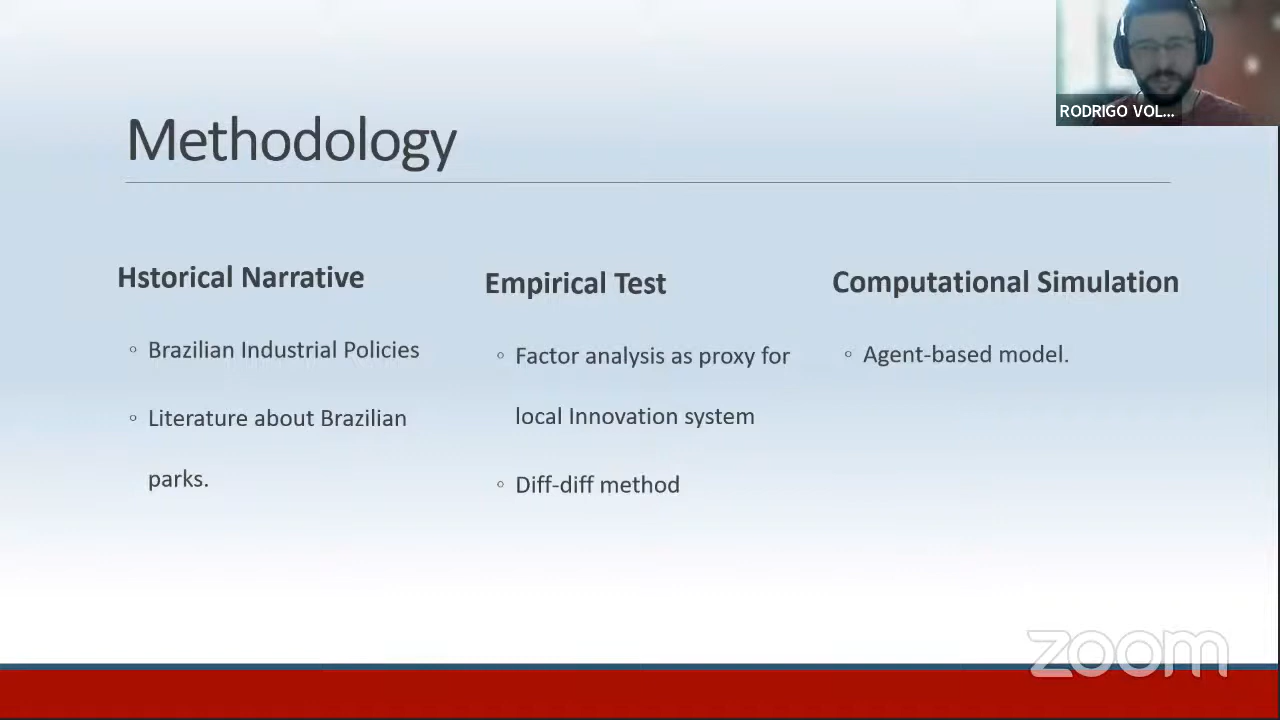 RODRIGO VOL...
Methodology
Hstorical Narrative
◦ Brazilian Industrial Policies
◦ Literature about Brazilian
parks.
Empirical Test
◦ Factor analysis as proxy for
local Innovation system
◦ Diff-diff method
Computational Simulation
◦ Agent-based model.
zoom